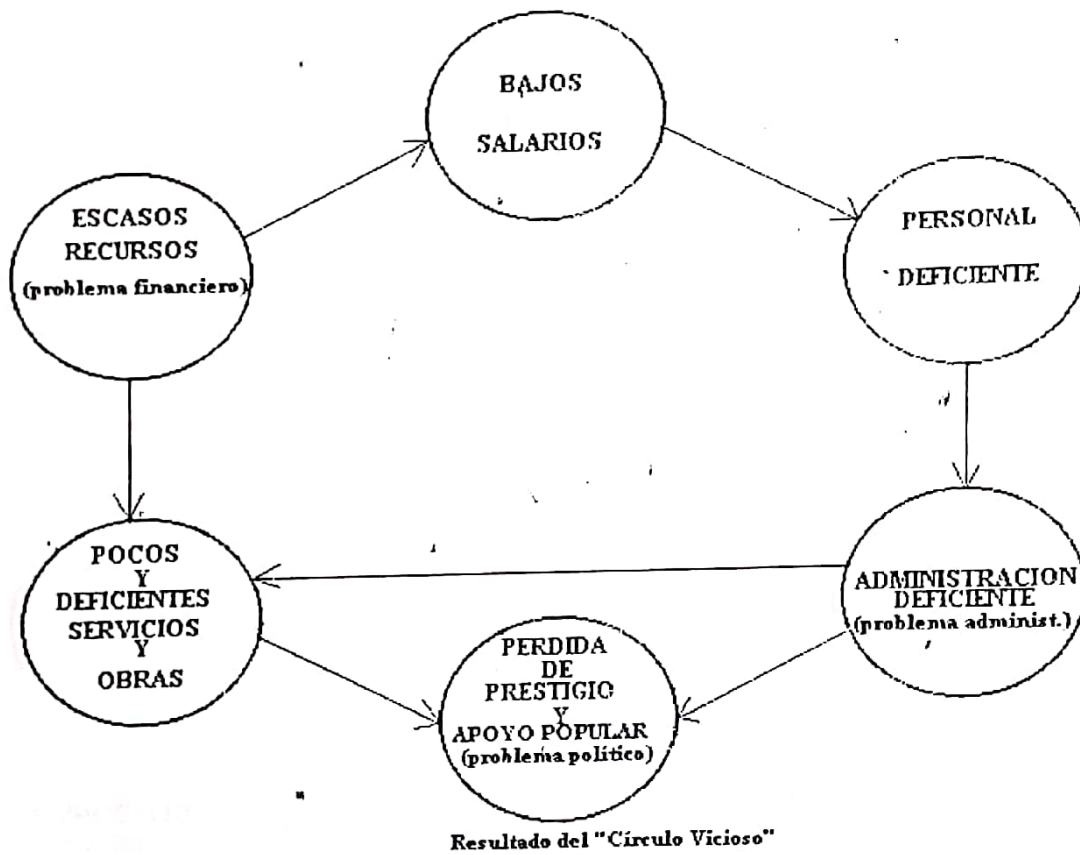 BAJOS
SALARIOS
ESCASOS
RECURSOS
(problema financiero)
PERSONAL
DEFICIENTE
POCOS
Y
DEFICIENTES
SERVICIOS
Y
OBRAS
ADMINISTRACION
DEFICIENTE
(problema administ.)
PERDIDA
DE
PRESTIGIO
Y
APOYO POPULAR
(problema político)
Resultado del "Círculo Vicioso"